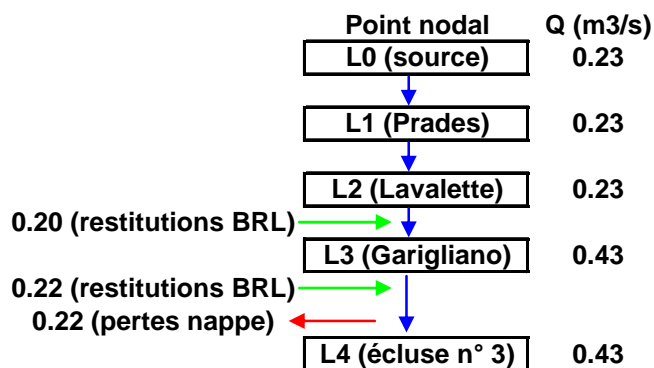 Point nodal Q (m3/s)
L0 (source) 0.23
L1 (Prades) 0.23
L2 (Lavalette) 0.23
0.20 (restitutions BRL)
L3 (Garigliano) 0.43
0.22 (restitutions BRL)
0.22 (pertes nappe)
L4 (écluse n° 3) 0.43